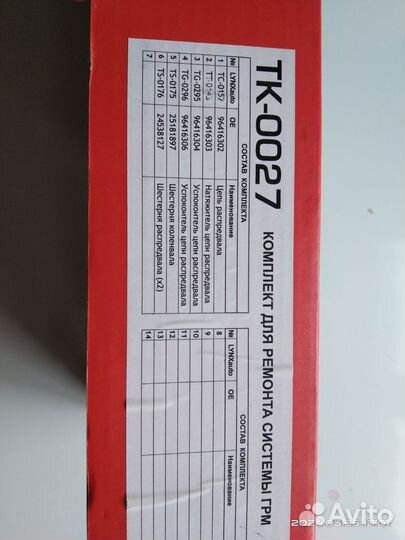 TK-0027
КОМПЛЕКТ ДЛЯ РЕМОНТА СИСТЕМЫ ГРМ
СОСТАВ КОМПЛЕКТА
№ LYNXauto OE Наименование
1 TC-0157 96416302 Цепь распредвала
2 96416303 Натяжитель цепи распредвала
3 TG-0295 96416304 Успокоитель цепи распредвала
4 TG-0296 96416306 Успокоитель цепи распредвала
5 TS-0175 25181897 Шестерня коленвала
6 TS-0176 24538127 Шестерня распредвала (x2)
7
СОСТАВ КОМПЛЕКТА
№ LYNXauto OE Наименование
8
9
10
11
12
13
14
Avito